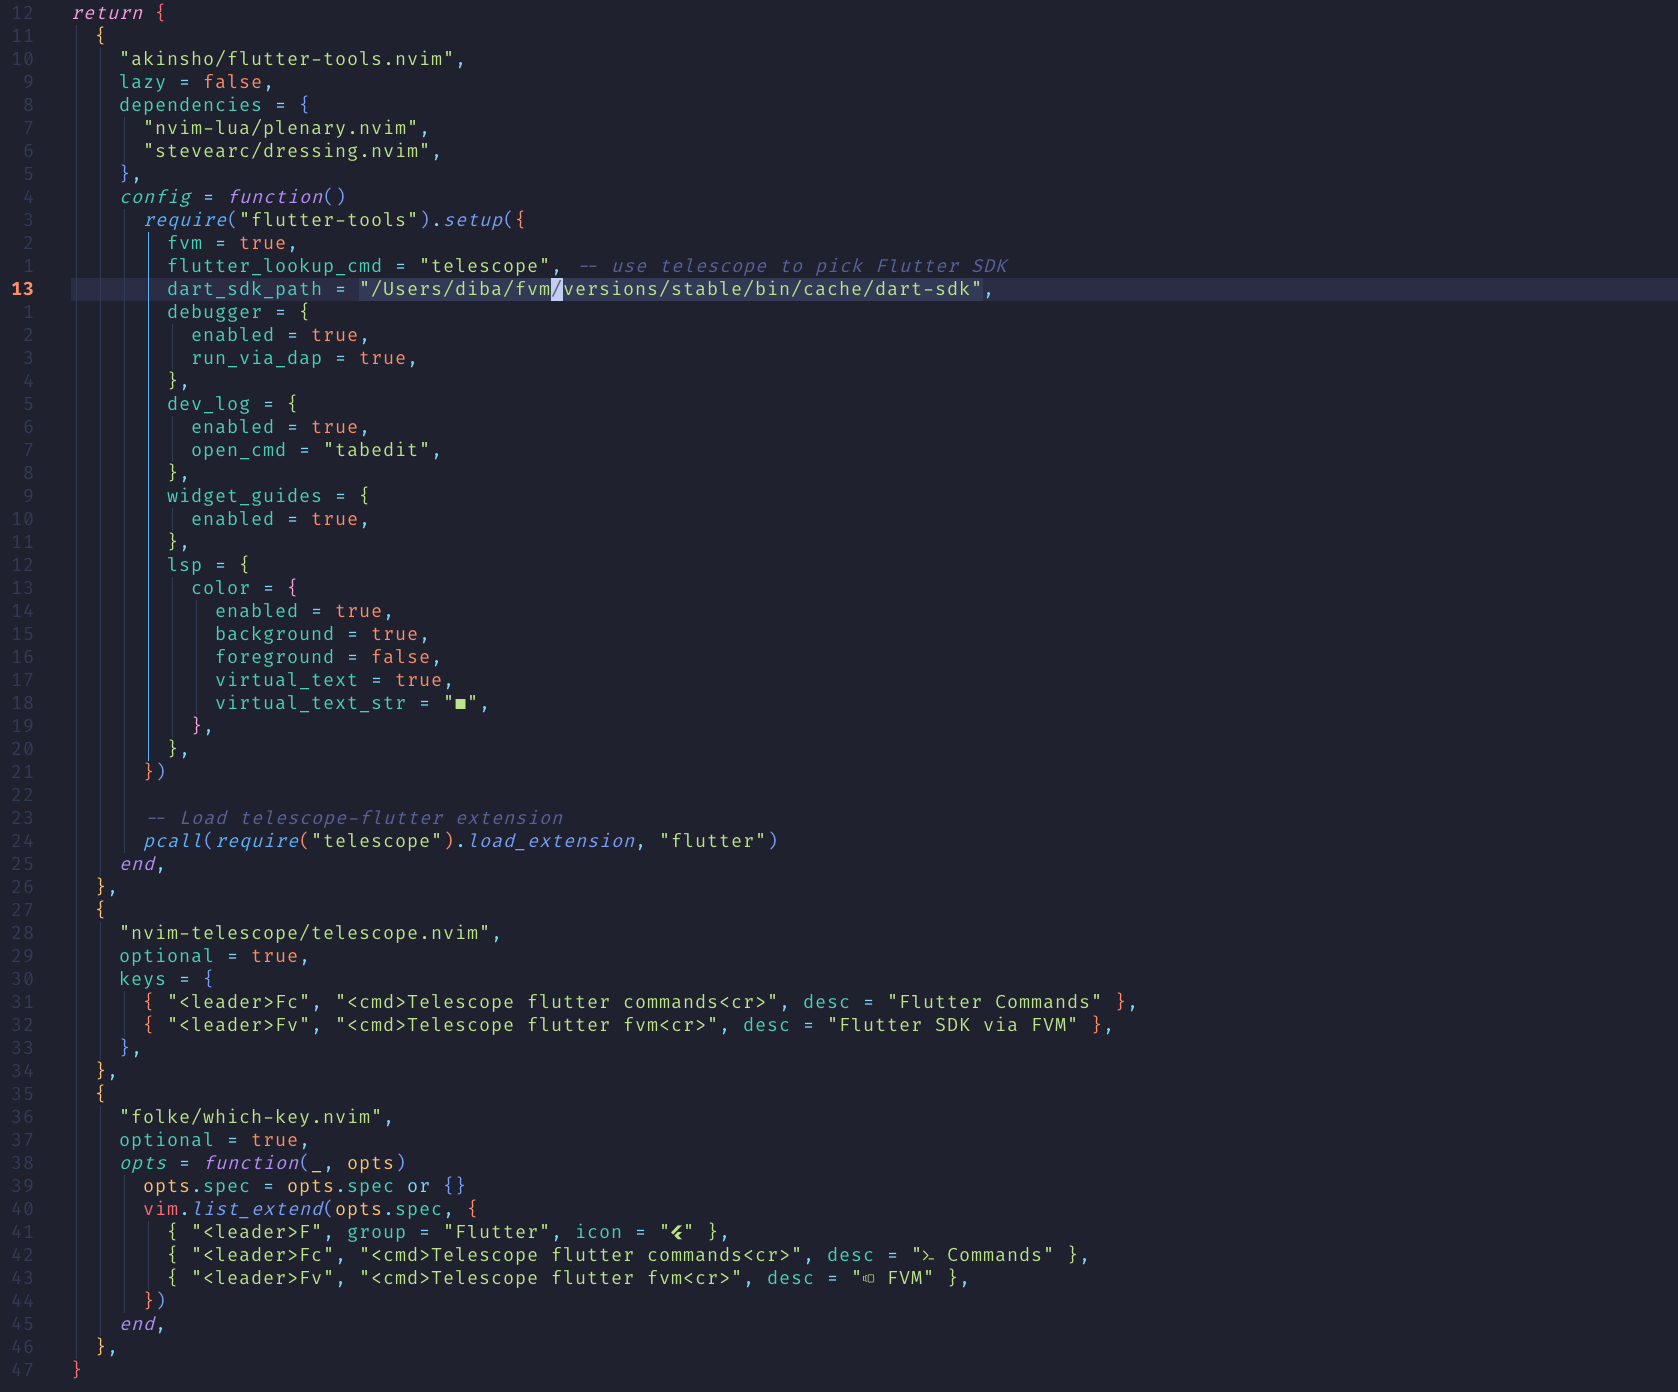 12 return {
11 {
10 "akinsho/flutter-tools.nvim",
9 lazy = false,
8 dependencies = {
7 "nvim-lua/plenary.nvim",
6 "stevearc/dressing.nvim",
5 },
4 config = function()
3 require("flutter-tools").setup({
2 fvm = true,
1 flutter_lookup_cmd = "telescope", -- use telescope to pick Flutter SDK
13 dart_sdk_path = "/Users/diba/fvm/versions/stable/bin/cache/dart-sdk",
1 debugger = {
2 enabled = true,
3 run_via_dap = true,
4 },
5 dev_log = {
6 enabled = true,
7 open_cmd = "tabedit",
8 },
9 widget_guides = {
10 enabled = true,
11 },
12 lsp = {
13 color = {
14 enabled = true,
15 background = true,
16 foreground = false,
17 virtual_text = true,
18 virtual_text_str = "■",
19 },
20 },
21 })
22
23 -- Load telescope-flutter extension
24 pcall(require("telescope").load_extension, "flutter")
25 end,
26 },
27 {
28 "nvim-telescope/telescope.nvim",
29 optional = true,
30 keys = {
31 { "<leader>Fc", "<cmd>Telescope flutter commands<cr>", desc = "Flutter Commands" },
32 { "<leader>Fv", "<cmd>Telescope flutter fvm<cr>", desc = "Flutter SDK via FVM" },
33 },
34 },
35 {
36 "folke/which-key.nvim",
37 optional = true,
38 opts = function(_, opts)
39 opts.spec = opts.spec or {}
40 vim.list_extend(opts.spec, {
41 { "<leader>F", group = "Flutter", icon = "" },
42 { "<leader>Fc", "<cmd>Telescope flutter commands<cr>", desc = " Commands" },
43 { "<leader>Fv", "<cmd>Telescope flutter fvm<cr>", desc = " FVM" },
44 })
45 end,
46 },
47 }